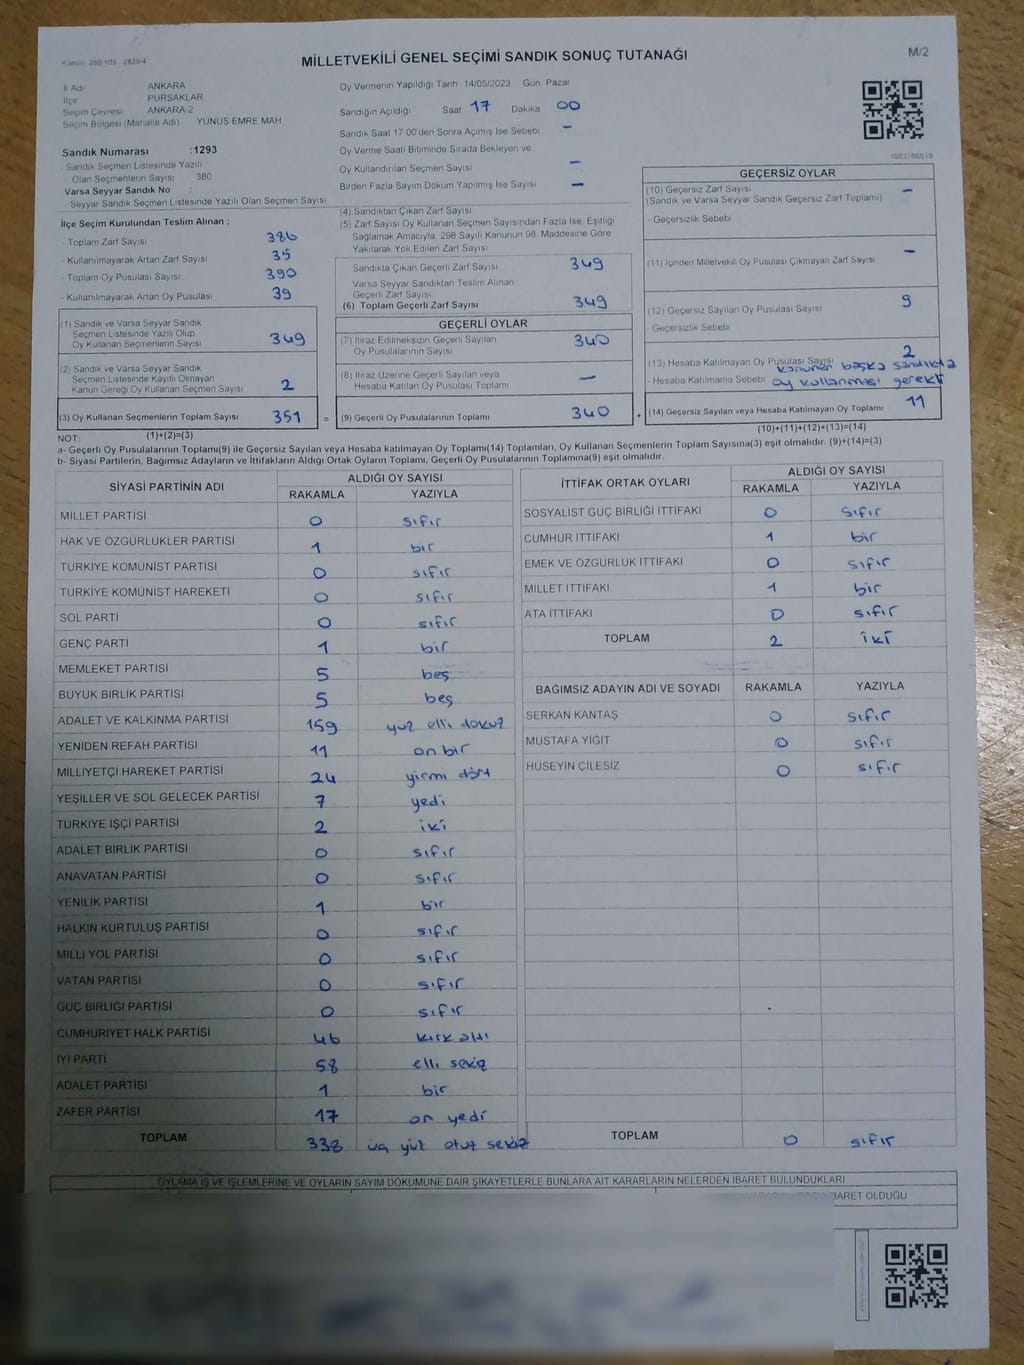 Kanun: 298/105 2839/4
MİLLETVEKİLİ GENEL SEÇİMİ SANDIK SONUÇ TUTANAĞI
M/2
İl Adı ANKARA
İlçe PURSAKLAR
Seçim Çevresi ANKARA-2
Seçim Bölgesi (Mahalle Adı) YUNUS EMRE MAH
Oy Vermenin Yapıldığı Tarih 14/05/2023 Gün Pazar
Sandığın Açıldığı Saat 17 Dakika 00
Sandık Saat 17:00'den Sonra Açımış İse Sebebi –
Oy Verme Saati Bitiminde Sırada Bekleyen ve
Oy Kullandırılan Seçmen Sayısı –
Birden Fazla Sayım Döküm Yapılmış İse Sayısı –
Sandık Numarası :1293
- Sandık Seçmen Listesinde Yazılı
Olan Seçmenlerin Sayısı 380
Varsa Seyyar Sandık No :
- Seyyar Sandık Seçmen Listesinde Yazılı Olan Seçmen Sayısı
İlçe Seçim Kurulundan Teslim Alınan ;
- Toplam Zarf Sayısı 386
- Kullanılmayarak Artan Zarf Sayısı 35
- Toplam Oy Pusulası Sayısı 390
- Kullanılmayarak Artan Oy Pusulası 39
(1) Sandık ve Varsa Seyyar Sandık
Seçmen Listesinde Yazılı Olup
Oy Kullanan Seçmenlerin Sayısı 349
(2) Sandık ve Varsa Seyyar Sandık
Seçmen Listesinde Kayıtlı Olmayan
Kanun Gereği Oy Kullanan Seçmen Sayısı 2
(3) Oy Kullanan Seçmenlerin Toplam Sayısı 351 =
(4) Sandıktan Çıkan Zarf Sayısı
(5) Zarf Sayısı Oy Kullanan Seçmen Sayısından Fazla İse, Eşitliği
Sağlamak Amacıyla, 298 Sayılı Kanunun 98. Maddesine Göre
Yakılarak Yok Edilen Zarf Sayısı
Sandıkta Çıkan Geçerli Zarf Sayısı 349
Varsa Seyyar Sandıktan Teslim Alınan
Geçerli Zarf Sayısı
(6) Toplam Geçerli Zarf Sayısı 349
GEÇERLİ OYLAR
(7) İtiraz Edilmeksizin Geçerli Sayılan
Oy Pusulasının Sayısı 340
(8) İtiraz Üzerine Geçerli Sayılan veya
Hesaba Katılan Oy Pusulası Toplamı –
(9) Geçerli Oy Pusulalarının Toplamı 340 +
GEÇERSİZ OYLAR
1683766519
(10) Geçersiz Zarf Sayısı –
(Sandık ve Varsa Seyyar Sandık Geçersiz Zarf Toplamı)
- Geçersizlik Sebebi
(11) İçinden Milletvekili Oy Pusulası Çıkmayan Zarf Sayısı –
(12) Geçersiz Sayılan Oy Pusulası Sayısı 9
- Geçersizlik Sebebi
(13) Hesaba Katılmayan Oy Pusulası Sayısı 2
- Hesaba Katılmama Sebebi kanunen başka sandıkta
oy kullanması gerekti
(14) Geçersiz Sayılan veya Hesaba Katılmayan Oy Toplamı 11
NOT: (1)+(2)=(3)
(10)+(11)+(12)+(13)=(14)
a- Geçerli Oy Pusulalarının Toplamı(9) ile Geçersiz Sayılan veya Hesaba katılmayan Oy Toplamı(14) Toplamları, Oy Kullanan Seçmenlerin Toplam Sayısına(3) eşit olmalıdır. (9)+(14)=(3)
b- Siyasi Partilerin, Bağımsız Adayların ve İttifakların Aldığı Ortak Oyların Toplamı, Geçerli Oy Pusulalarının Toplamına(9) eşit olmalıdır.
SİYASİ PARTİNİN ADI ALDIĞI OY SAYISI
RAKAMLA YAZIYLA
MİLLET PARTİSİ 0 sıfır
HAK VE ÖZGÜRLÜKLER PARTİSİ 1 bir
TÜRKİYE KOMÜNİST PARTİSİ 0 sıfır
TÜRKİYE KOMÜNİST HAREKETİ 0 sıfır
SOL PARTİ 0 sıfır
GENÇ PARTİ 1 bir
MEMLEKET PARTİSİ 5 beş
BÜYÜK BİRLİK PARTİSİ 5 beş
ADALET VE KALKINMA PARTİSİ 159 yüz elli dokuz
YENİDEN REFAH PARTİSİ 11 on bir
MİLLİYETÇİ HAREKET PARTİSİ 24 yirmi dört
YEŞİLLER VE SOL GELECEK PARTİSİ 7 yedi
TÜRKİYE İŞÇİ PARTİSİ 2 iki
ADALET BİRLİK PARTİSİ 0 sıfır
ANAVATAN PARTİSİ 0 sıfır
YENİLİK PARTİSİ 1 bir
HALKIN KURTULUŞ PARTİSİ 0 sıfır
MİLLİ YOL PARTİSİ 0 sıfır
VATAN PARTİSİ 0 sıfır
GÜÇ BİRLİĞİ PARTİSİ 0 sıfır
CUMHURİYET HALK PARTİSİ 46 kırk altı
İYİ PARTİ 58 elli sekiz
ADALET PARTİSİ 1 bir
ZAFER PARTİSİ 17 on yedi
TOPLAM 338 üç yüz otuz sekiz
İTTİFAK ORTAK OYLARI ALDIĞI OY SAYISI
RAKAMLA YAZIYLA
SOSYALİST GÜÇ BİRLİĞİ İTTİFAKI 0 sıfır
CUMHUR İTTİFAKI 1 bir
EMEK VE ÖZGÜRLÜK İTTİFAKI 0 sıfır
MİLLET İTTİFAKI 1 bir
ATA İTTİFAKI 0 sıfır
TOPLAM 2 iki
BAĞIMSIZ ADAYIN ADI VE SOYADI RAKAMLA YAZIYLA
SERKAN KANTAŞ 0 sıfır
MUSTAFA YİĞİT 0 sıfır
HÜSEYİN ÇİLESİZ 0 sıfır
TOPLAM 0 sıfır
OYLAMA İŞ VE İŞLEMLERİNE VE OYLARIN SAYIM DÖKÜMÜNE DAİR ŞİKAYETLERLE BUNLARA AİT KARARLARIN NELERDEN İBARET BULUNDUKLARI
BARET OLDUĞU